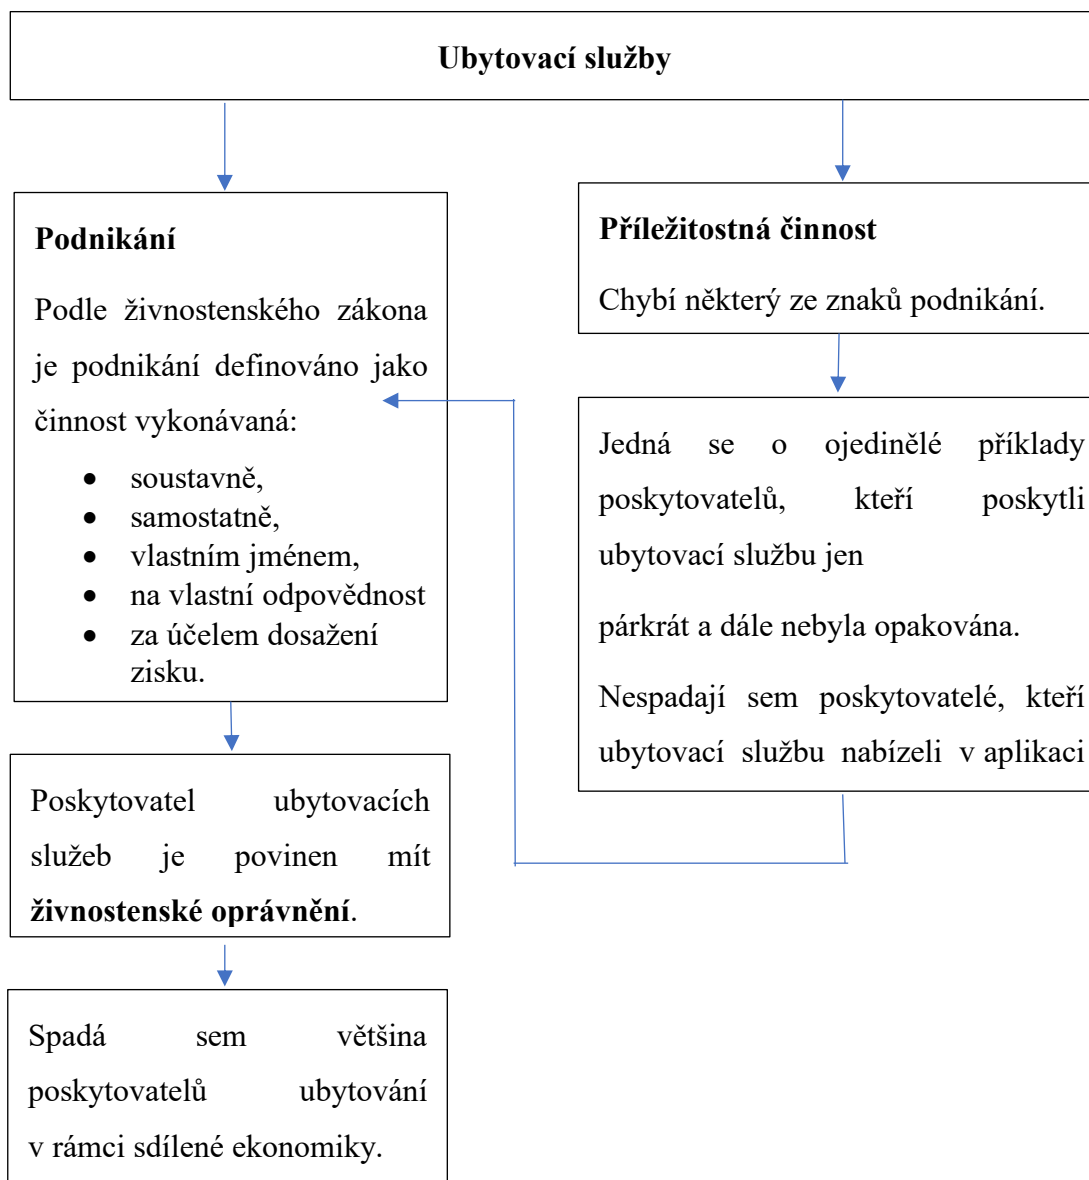 Ubytovací služby
Podnikání
Podle živnostenského zákona
je podnikání definováno jako
činnost vykonávaná:
• soustavně,
• samostatně,
• vlastním jménem,
• na vlastní odpovědnost
• za účelem dosažení
zisku.
Poskytovatel ubytovacích
služeb je povinen mít
živnostenské oprávnění.
Spadá sem většina
poskytovatelů ubytování
v rámci sdílené ekonomiky.
Příležitostná činnost
Chybí některý ze znaků podnikání.
Jedná se o ojedinělé příklady
poskytovatelů, kteří poskytli
ubytovací službu jen
párkrát a dále nebyla opakována.
Nespadají sem poskytovatelé, kteří
ubytovací službu nabízeli v aplikaci